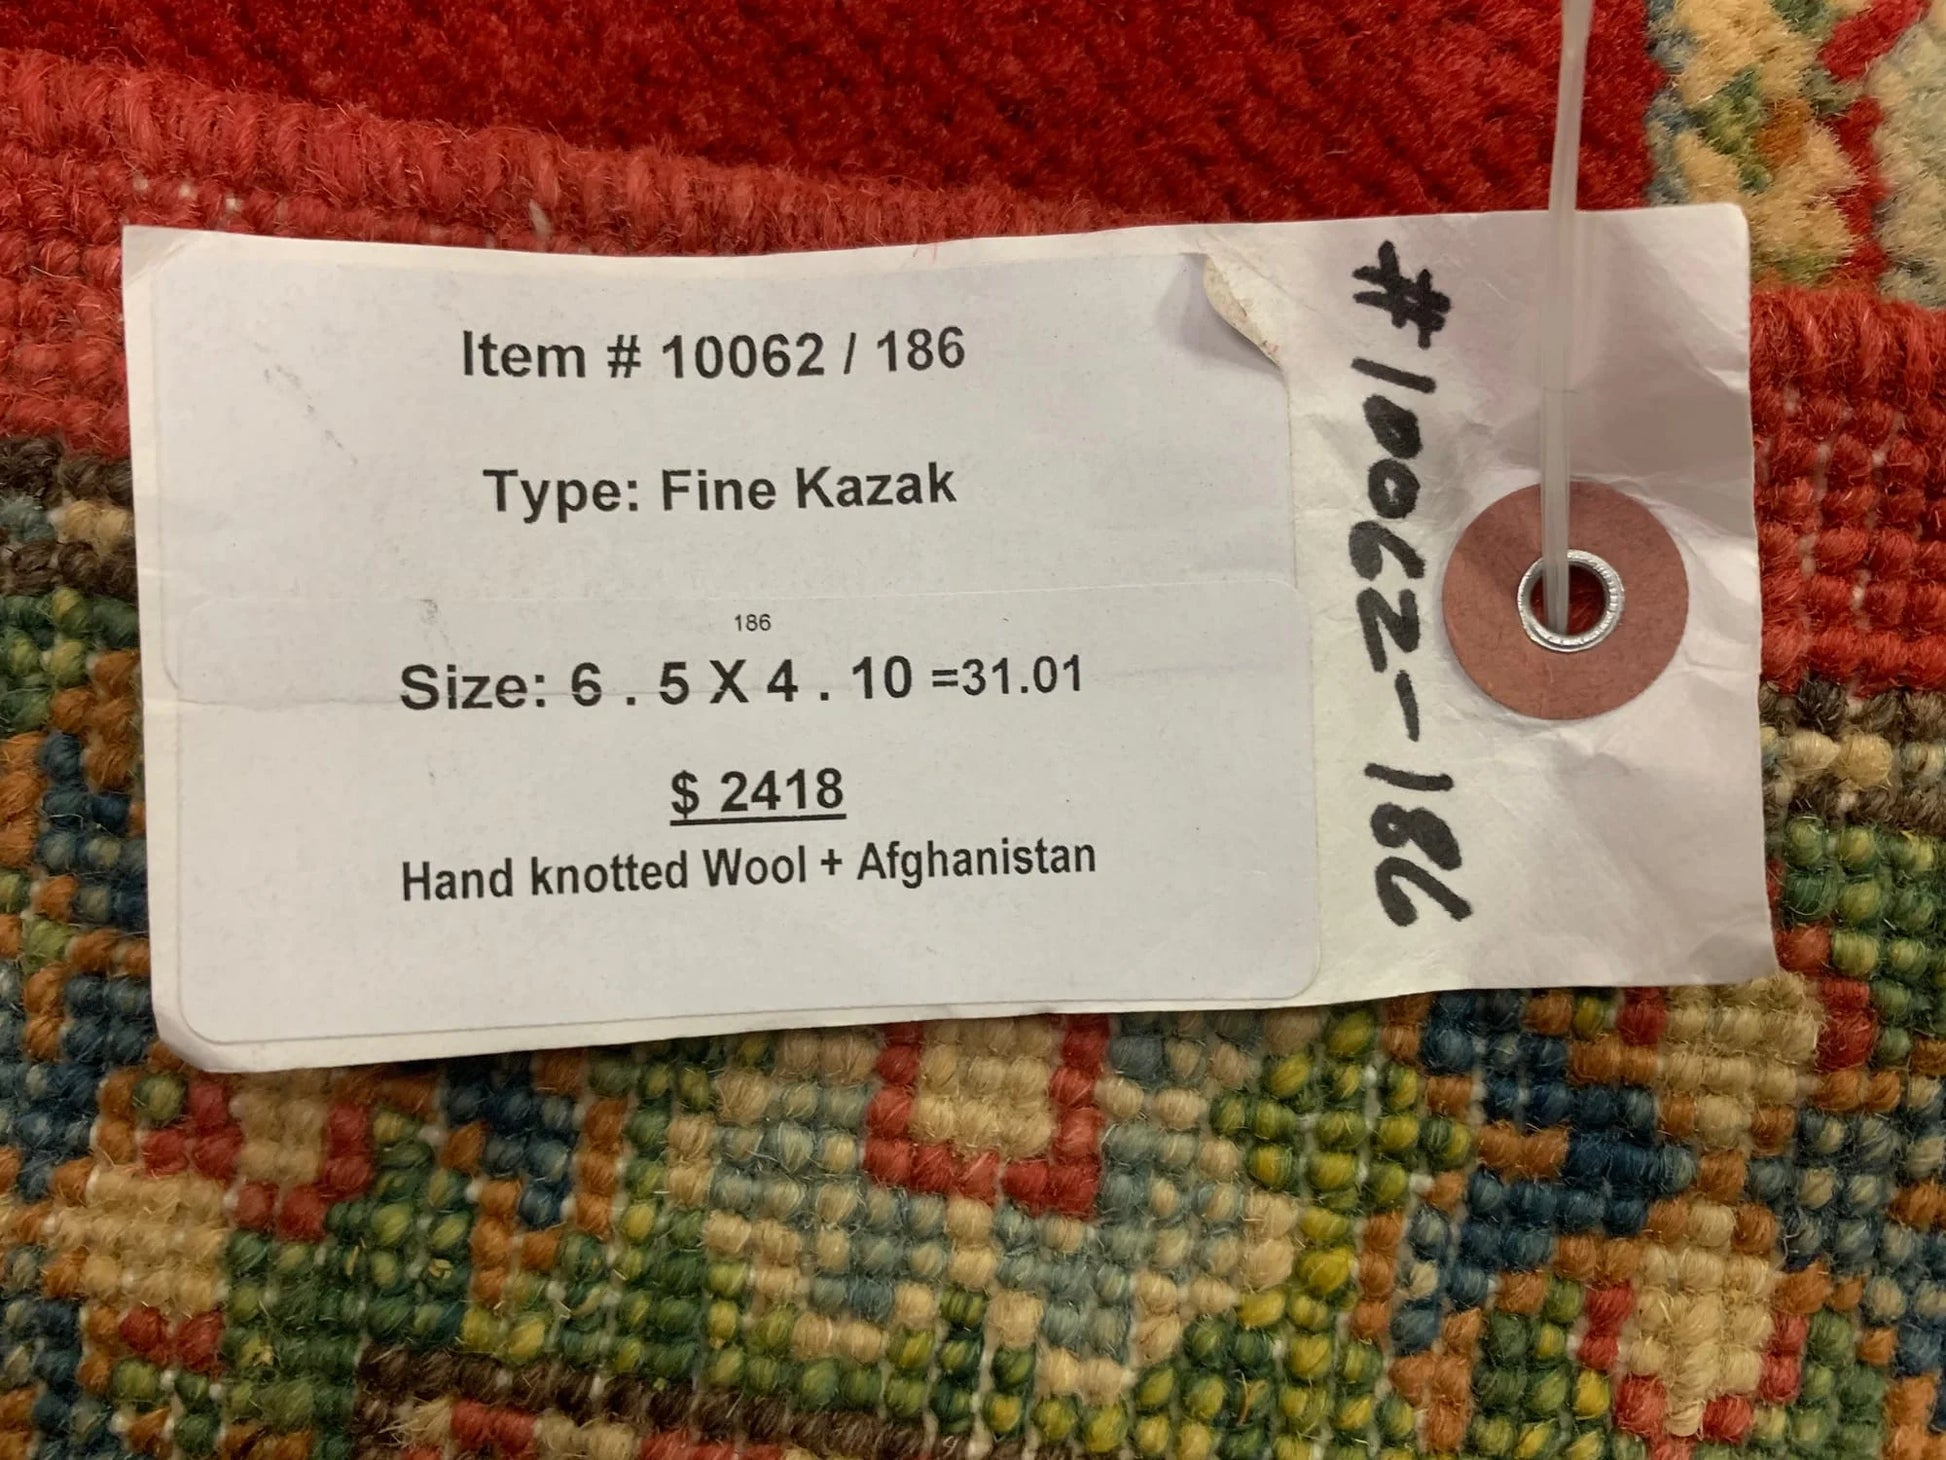 Item # 10062 / 186
Type: Fine Kazak
186
Size: 6 . 5 X 4 . 10 =31.01
$ 2418
Hand knotted Wool + Afghanistan
#10062-186